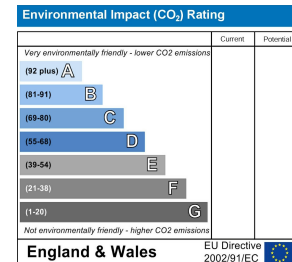 Environmental Impact (CO₂) Rating
Current Potential
Very environmentally friendly - lower CO2 emissions
(92 plus) A
(81-91) B
(69-80) C
(55-68) D
(39-54) E
(21-38) F
(1-20) G
Not environmentally friendly - higher CO2 emissions
England & Wales
EU Directive
2002/91/EC